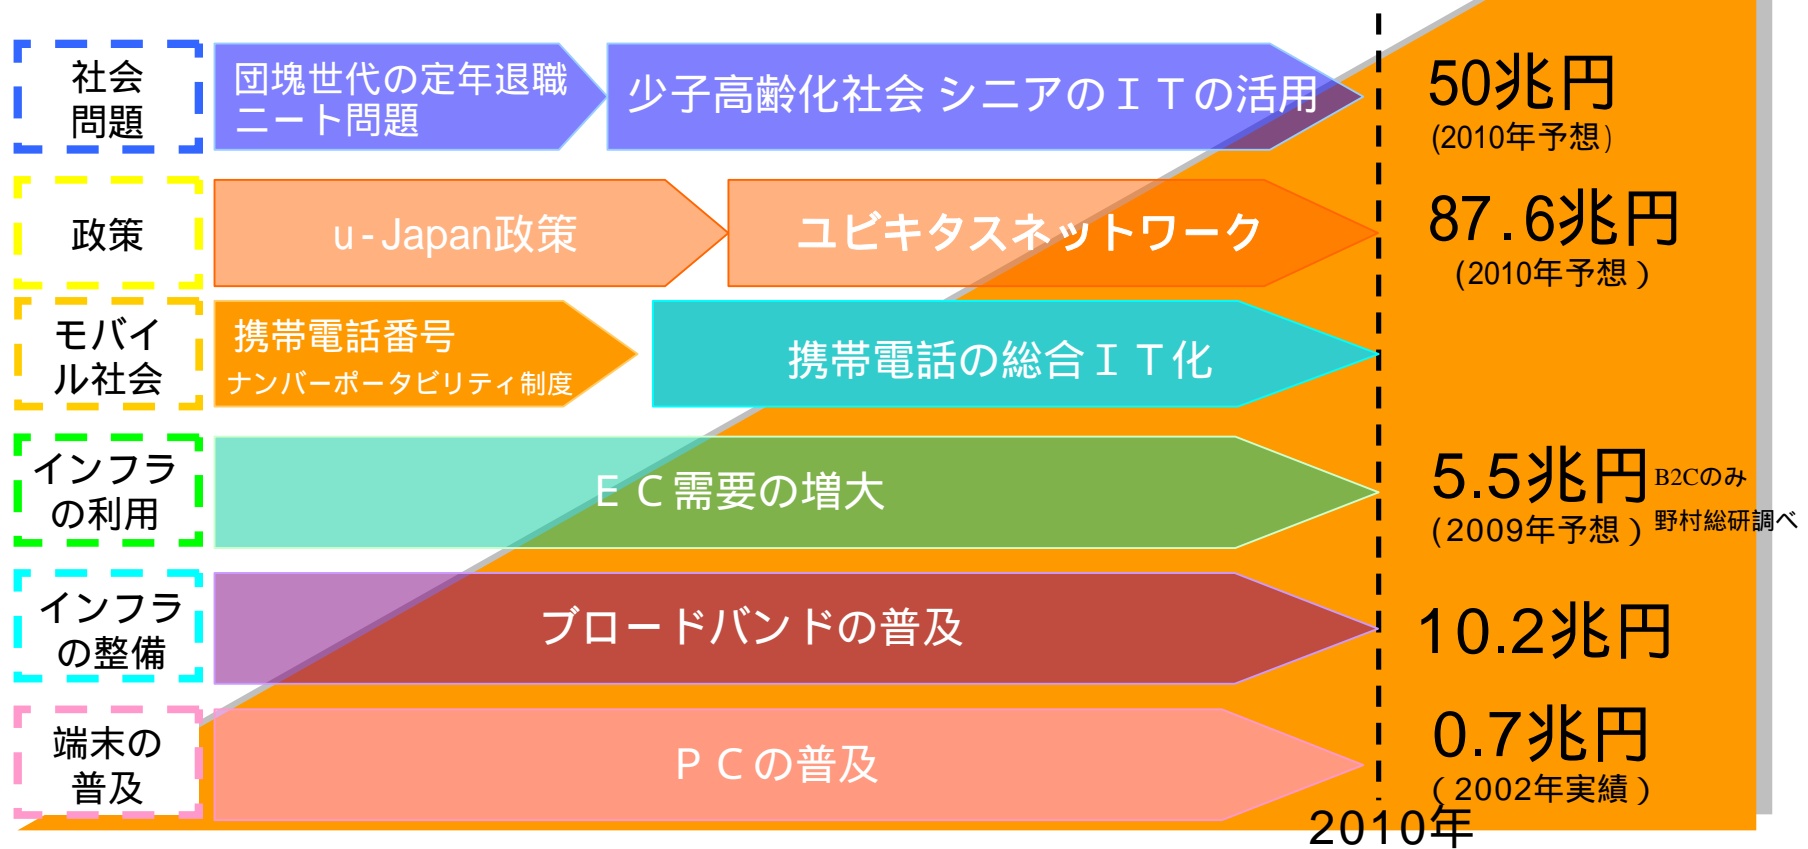 社会
問題
団塊世代の定年退職
ニート問題
少子高齢化社会 シニアのＩＴの活用
50兆円
(2010年予想)
政策
u-Japan政策
ユビキタスネットワーク
87.6兆円
(2010年予想）
モバイ
ル社会
携帯電話番号
ナンバーポータビリティ制度
携帯電話の総合ＩＴ化
インフラ
の利用
ＥＣ需要の増大
5.5兆円
B2Cのみ
(2009年予想）
野村総研調べ
インフラ
の整備
ブロードバンドの普及
10.2兆円
端末の
普及
ＰＣの普及
0.7兆円
（2002年実績）
2010年